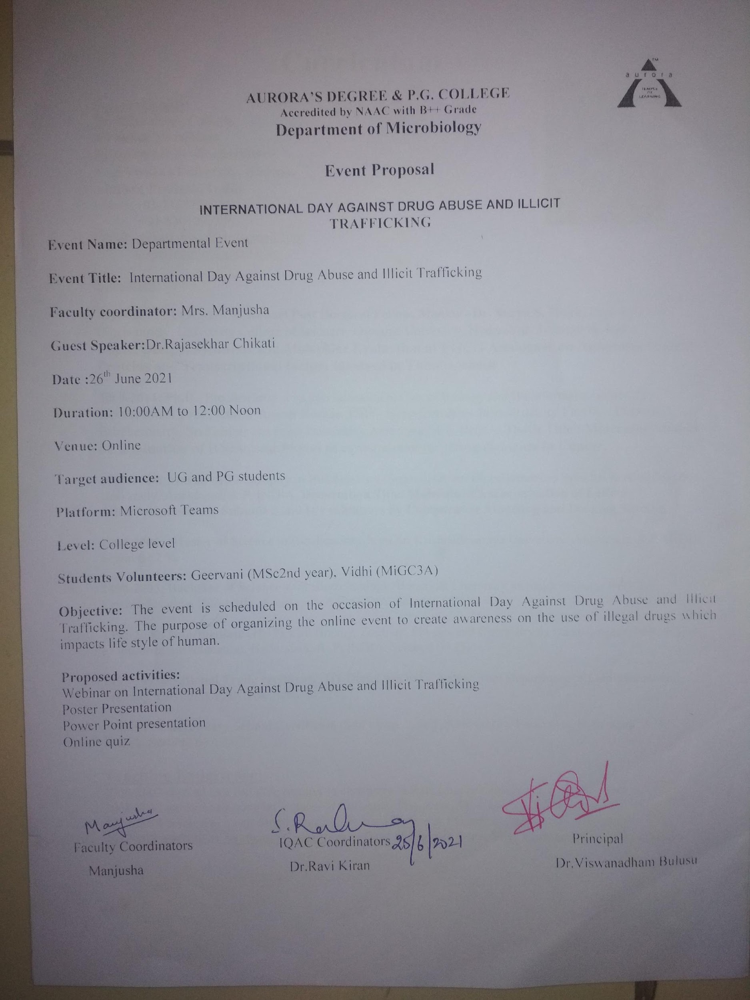 TM
aurora
TEMPLE
OF
LEARNING
AURORA'S DEGREE & P.G. COLLEGE
Accredited by NAAC with B++ Grade
Department of Microbiology
Event Proposal
INTERNATIONAL DAY AGAINST DRUG ABUSE AND ILLICIT
TRAFFICKING
Event Name: Departmental Event
Event Title: International Day Against Drug Abuse and Illicit Trafficking
Faculty coordinator: Mrs. Manjusha
Guest Speaker:Dr.Rajasekhar Chikati
Date :26th June 2021
Duration: 10:00AM to 12:00 Noon
Venue: Online
Target audience: UG and PG students
Platform: Microsoft Teams
Level: College level
Students Volunteers: Geervani (MSc2nd year), Vidhi (MiGC3A)
Objective: The event is scheduled on the occasion of International Day Against Drug Abuse and Illicit
Trafficking. The purpose of organizing the online event to create awareness on the use of illegal drugs which
impacts life style of human.
Proposed activities:
Webinar on International Day Against Drug Abuse and Illicit Trafficking
Poster Presentation
Power Point presentation
Online quiz
Manjusha
Faculty Coordinators
Manjusha
IQAC Coordinators 25/6/2021
Dr.Ravi Kiran
Principal
Dr.Viswanadham Bulusu